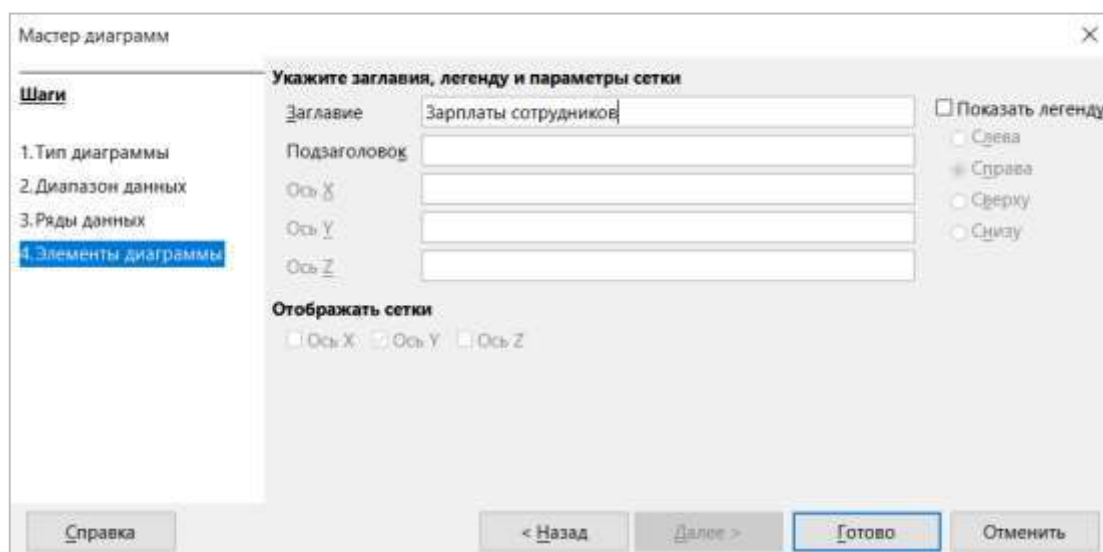 Мастер диаграмм
Шаги
1.Тип диаграммы
2.Диапазон данных
3.Ряды данных
4.Элементы диаграммы
Укажите заглавия, легенду и параметры сетки
Заглавие Зарплаты сотрудников
Подзаголовок
Ось X
Ось Y
Ось Z
Показать легенду
Слева
Справа
Сверху
Снизу
Отображать сетки
Ось X Ось Y Ось Z
Справка < Назад Далее > Готово Отменить